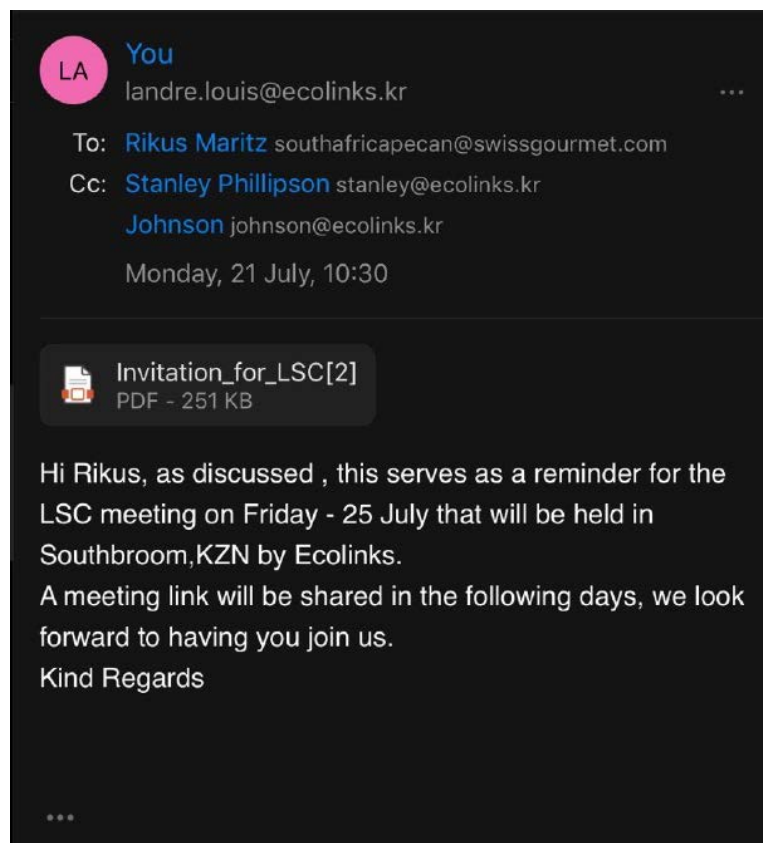 LA
You
landre.louis@ecolinks.kr
To: Rikus Maritz southafricapecan@swissgourmet.com
Cc: Stanley Phillipson stanley@ecolinks.kr
Johnson johnson@ecolinks.kr
Monday, 21 July, 10:30
Invitation_for_LSC[2]
PDF - 251 KB
Hi Rikus, as discussed , this serves as a reminder for the
LSC meeting on Friday - 25 July that will be held in
Southbroom,KZN by Ecolinks.
A meeting link will be shared in the following days, we look
forward to having you join us.
Kind Regards